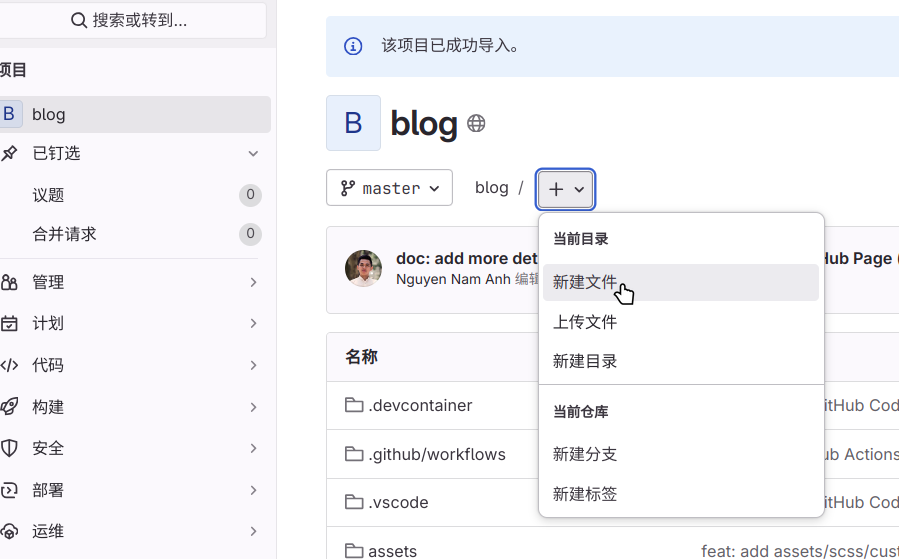 搜索或转到...
项目
B blog
已钉选
议题 0
合并请求 0
管理
计划
代码
构建
安全
部署
运维
该项目已成功导入。
B blog
master blog /
doc: add more det
Hub Page
Nguyen Nam Anh 编辑
当前目录
新建文件
上传文件
新建目录
当前仓库
新建分支
新建标签
名称
.devcontainer
itHub Cod
.github/workflows
ub Actions
.vscode
itHub Cod
assets
feat: add assets/scss/cust